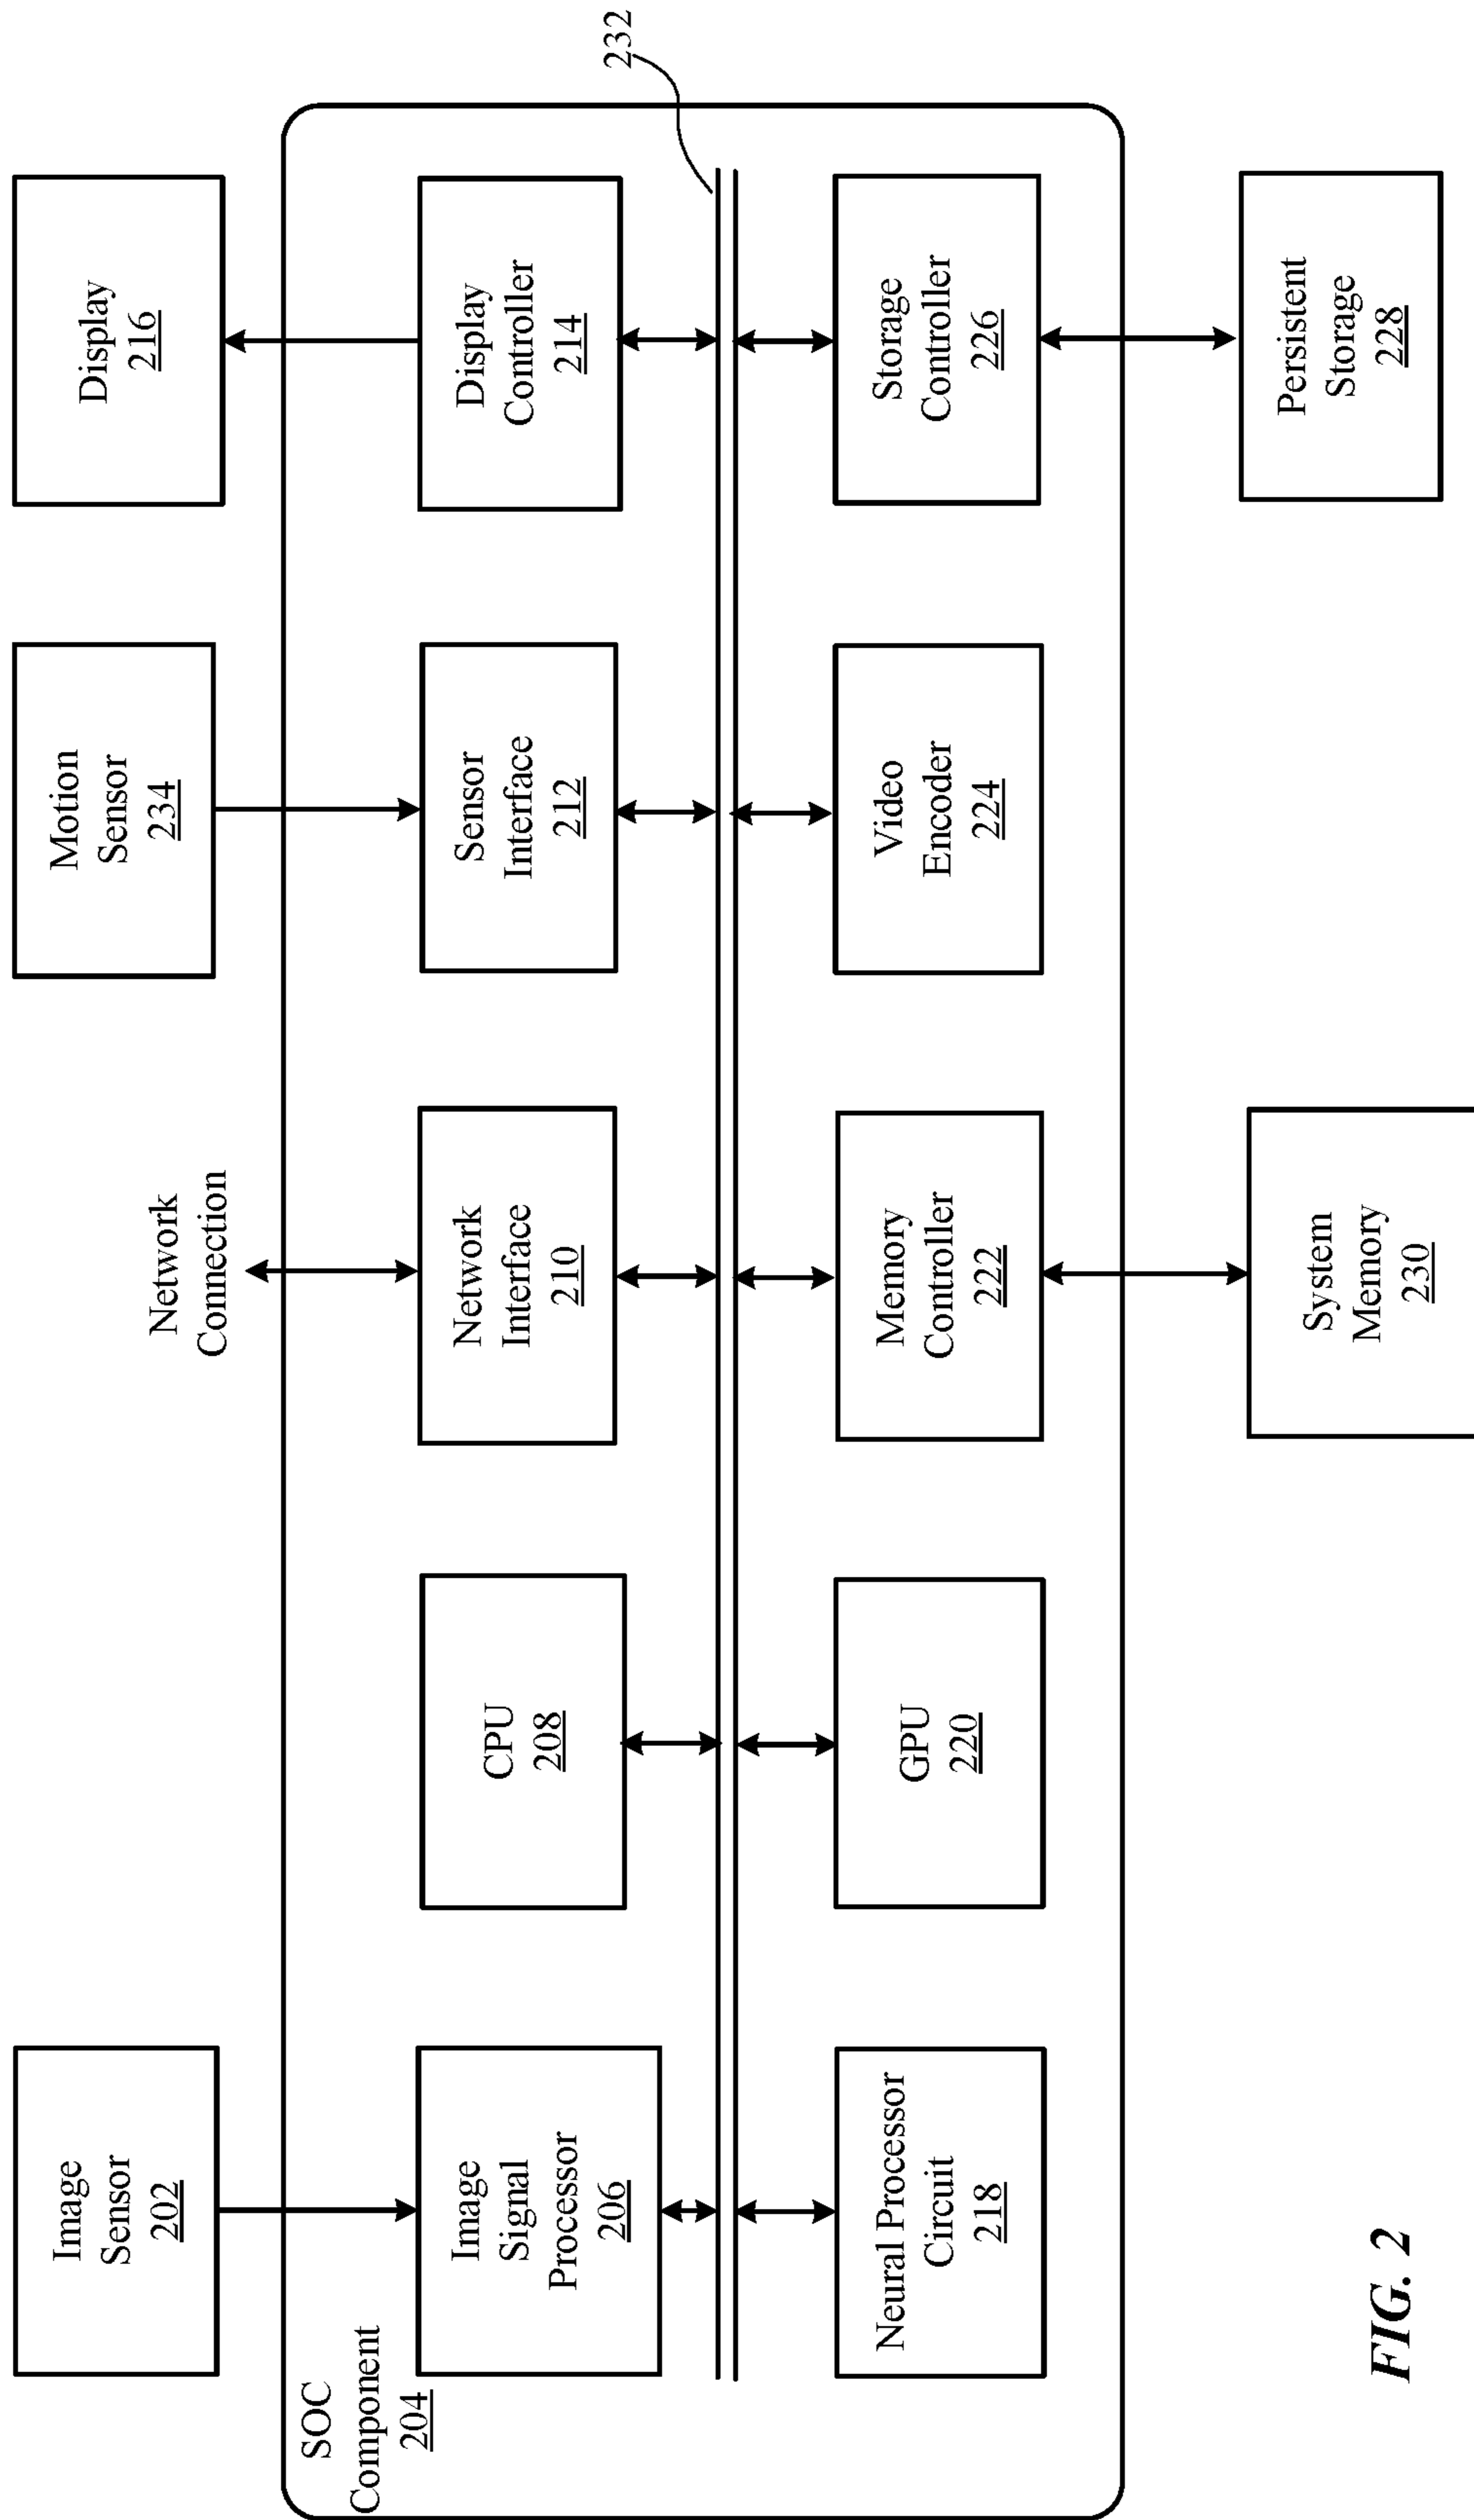 Image
Sensor
202
Network
Connection
Motion
Sensor
234
Display
216
232
SOC
Component
204
Image
Signal
Processor
206
CPU
208
Network
Interface
210
Sensor
Interface
212
Display
Controller
214
Neural Processor
Circuit
218
GPU
220
Memory
Controller
222
Video
Encoder
224
Storage
Controller
226
System
Memory
230
Persistent
Storage
228
FIG. 2